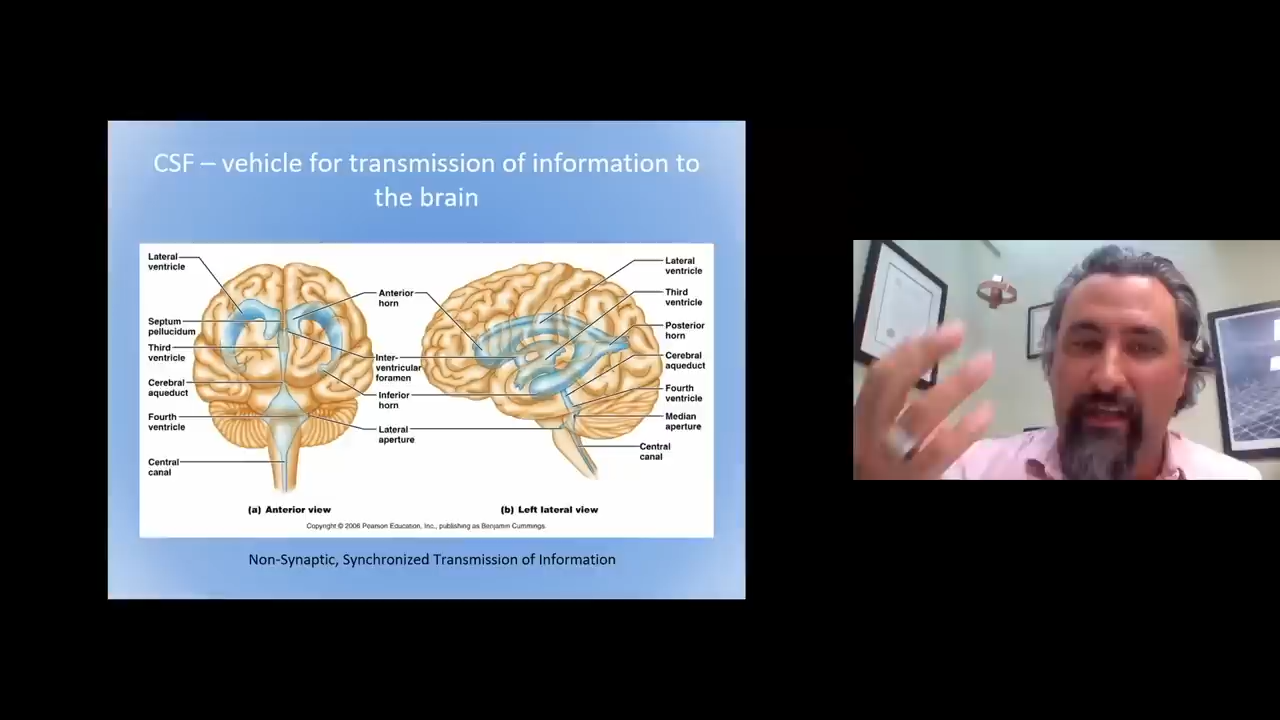 CSF – vehicle for transmission of information to
the brain
Lateral
ventricle
Septum
pellucidum
Third
ventricle
Cerebral
aqueduct
Fourth
ventricle
Central
canal
Anterior
horn
Inter-
ventricular
foramen
Inferior
horn
Lateral
aperture
Lateral
ventricle
Third
ventricle
Posterior
horn
Cerebral
aqueduct
Fourth
ventricle
Median
aperture
Central
canal
(a) Anterior view
(b) Left lateral view
Copyright © 2006 Pearson Education, Inc., publishing as Benjamin Cummings.
Non-Synaptic, Synchronized Transmission of Information